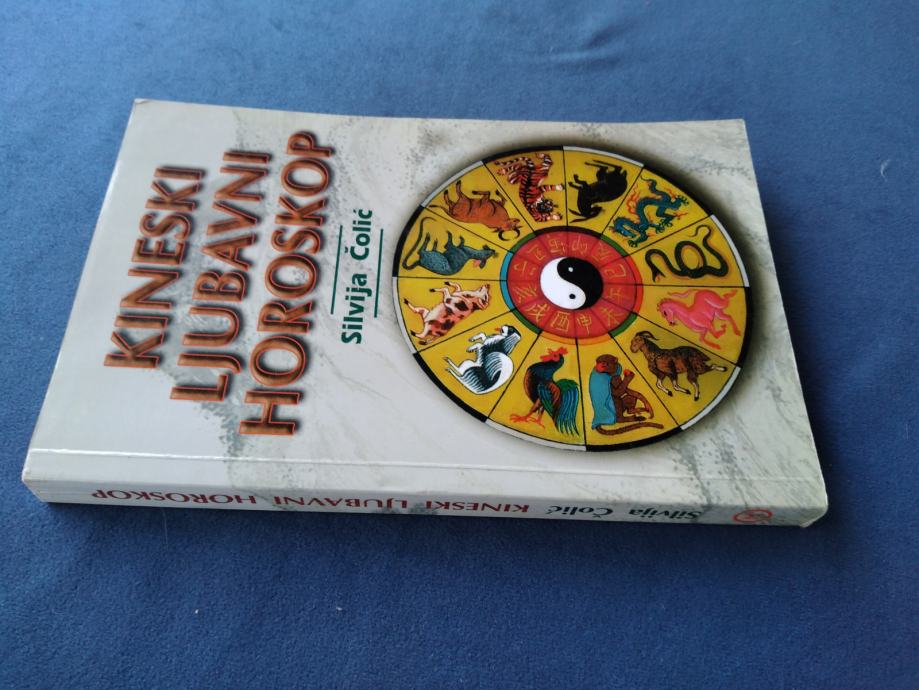 KINESKI
LJUBAVNI
HOROSKOP
Silvija Čolić
Silvija Čolić KINESKI LJUBAVNI HOROSKOP